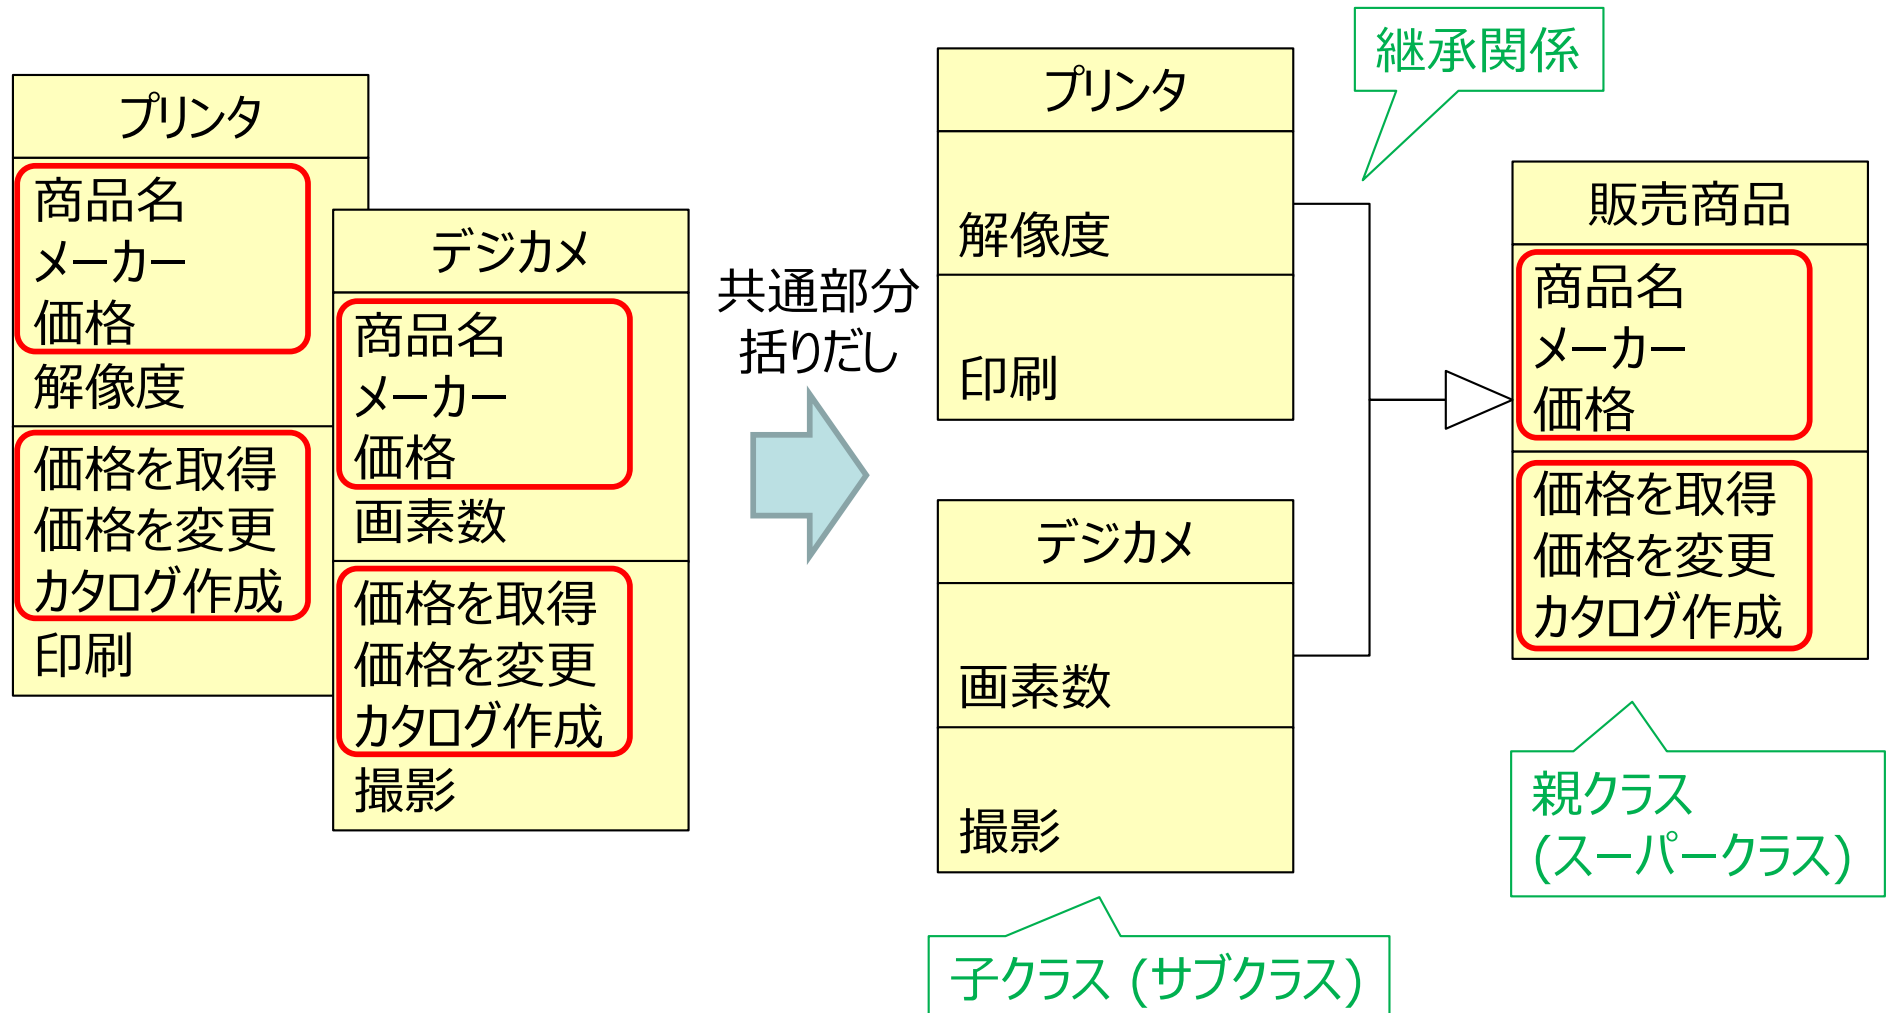 プリンタ
商品名
メーカー
価格
解像度
価格を取得
価格を変更
カタログ作成
印刷
デジカメ
商品名
メーカー
価格
画素数
価格を取得
価格を変更
カタログ作成
撮影
共通部分
括りだし
プリンタ
解像度
印刷
デジカメ
画素数
撮影
子クラス (サブクラス)
継承関係
販売商品
商品名
メーカー
価格
価格を取得
価格を変更
カタログ作成
親クラス
(スーパークラス)